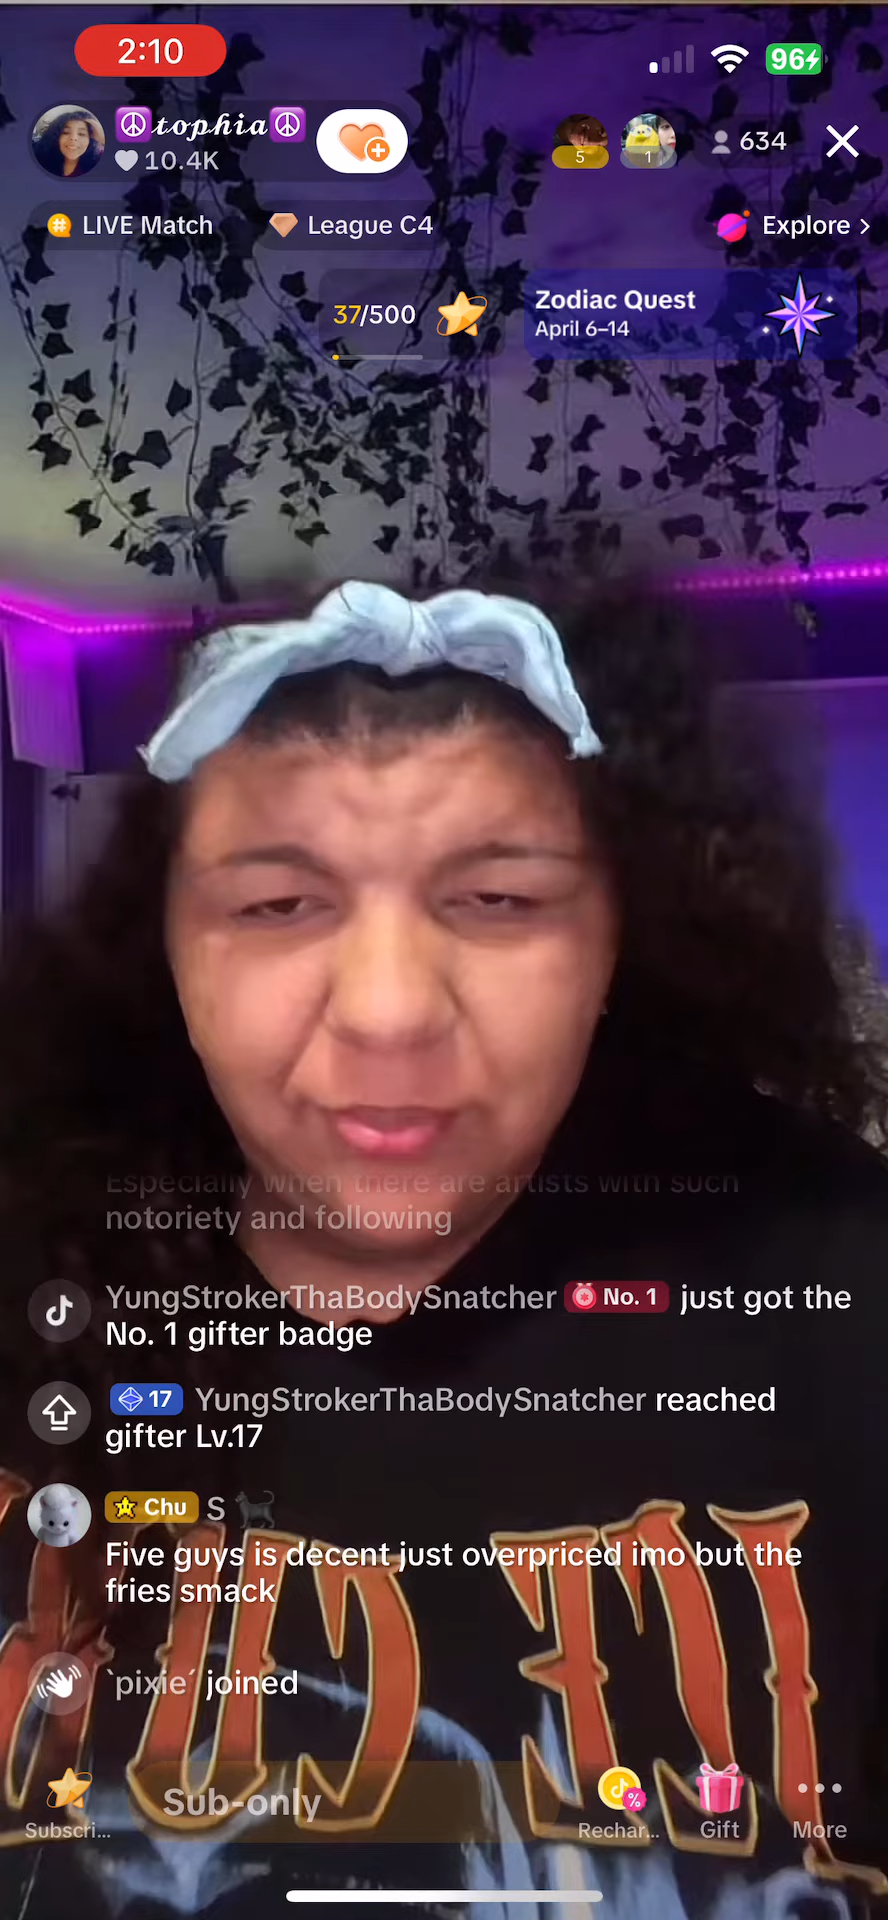 2:10
96
☮tophia☮
10.4K
5
1
634
LIVE Match
League C4
Explore >
37/500
Zodiac Quest
April 6–14
Especially when there are artists with such
notoriety and following
YungStrokerThaBodySnatcher No. 1 just got the
No. 1 gifter badge
17 YungStrokerThaBodySnatcher reached
gifter Lv.17
Chu S 🐈‍⬛
Five guys is decent just overpriced imo but the
fries smack
`pixie´ joined
Sub-only
Subscri...
Rechar...
Gift
More